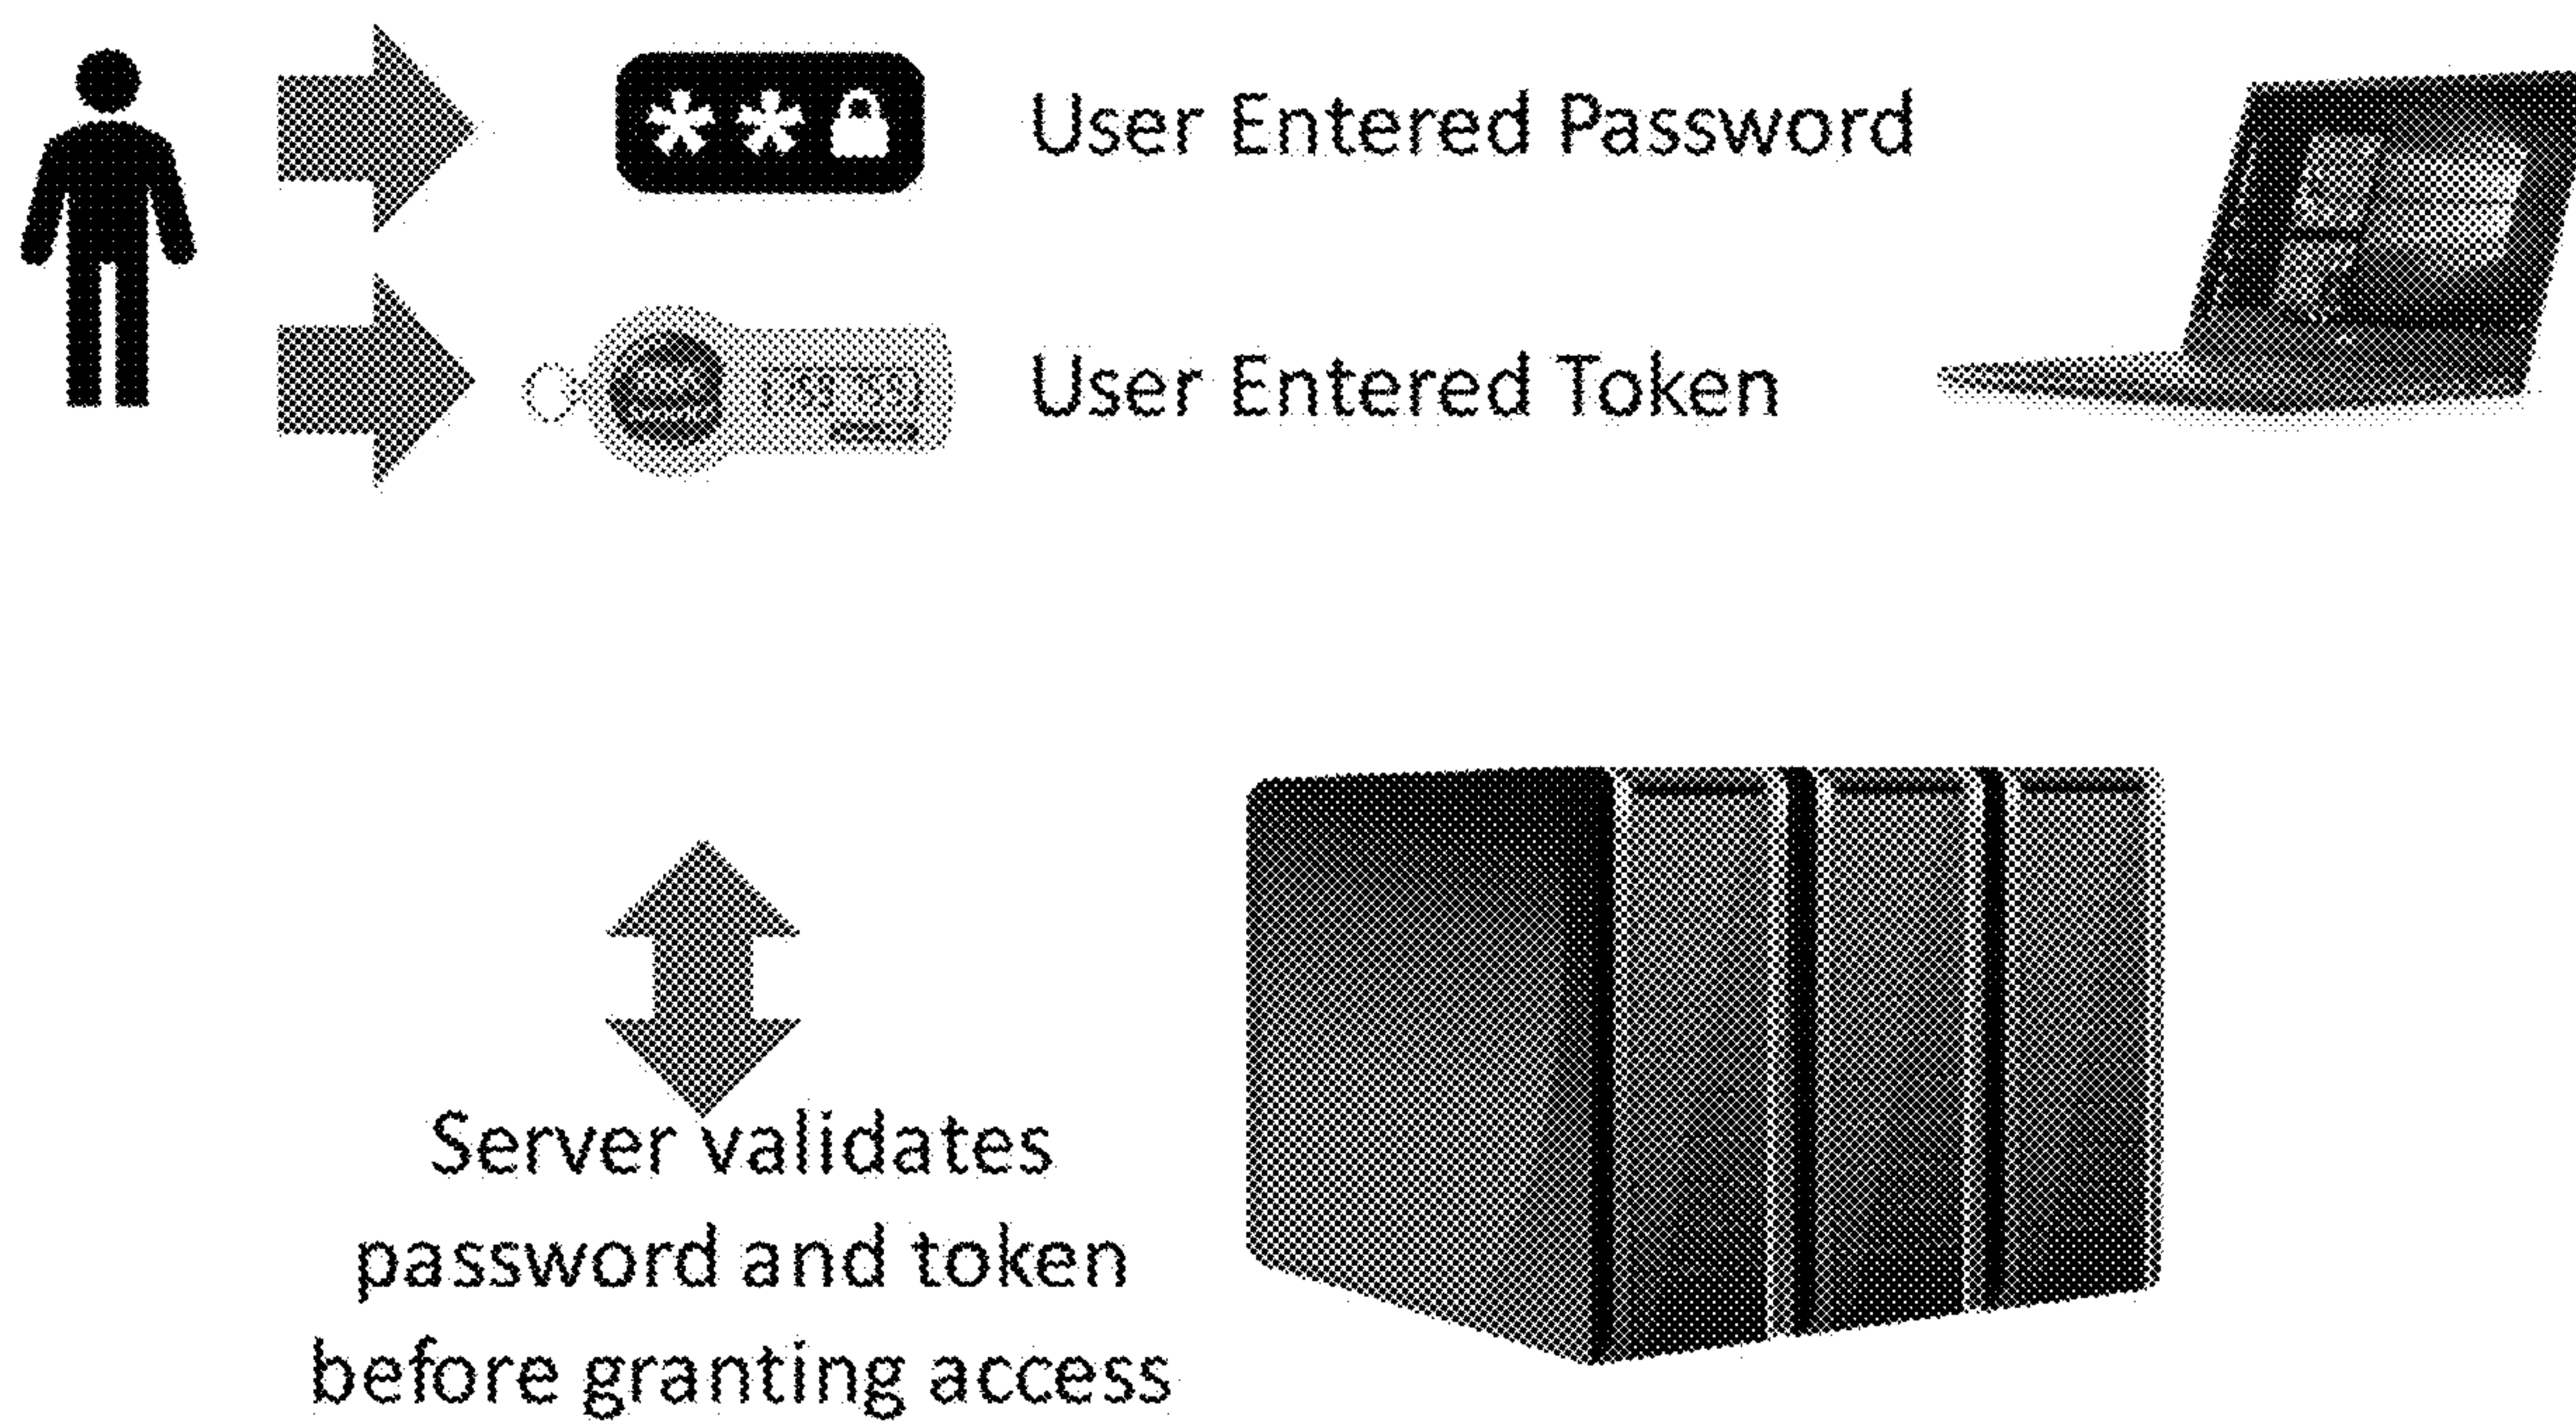 User Entered Password
User Entered Token
Server validates
password and token
before granting access